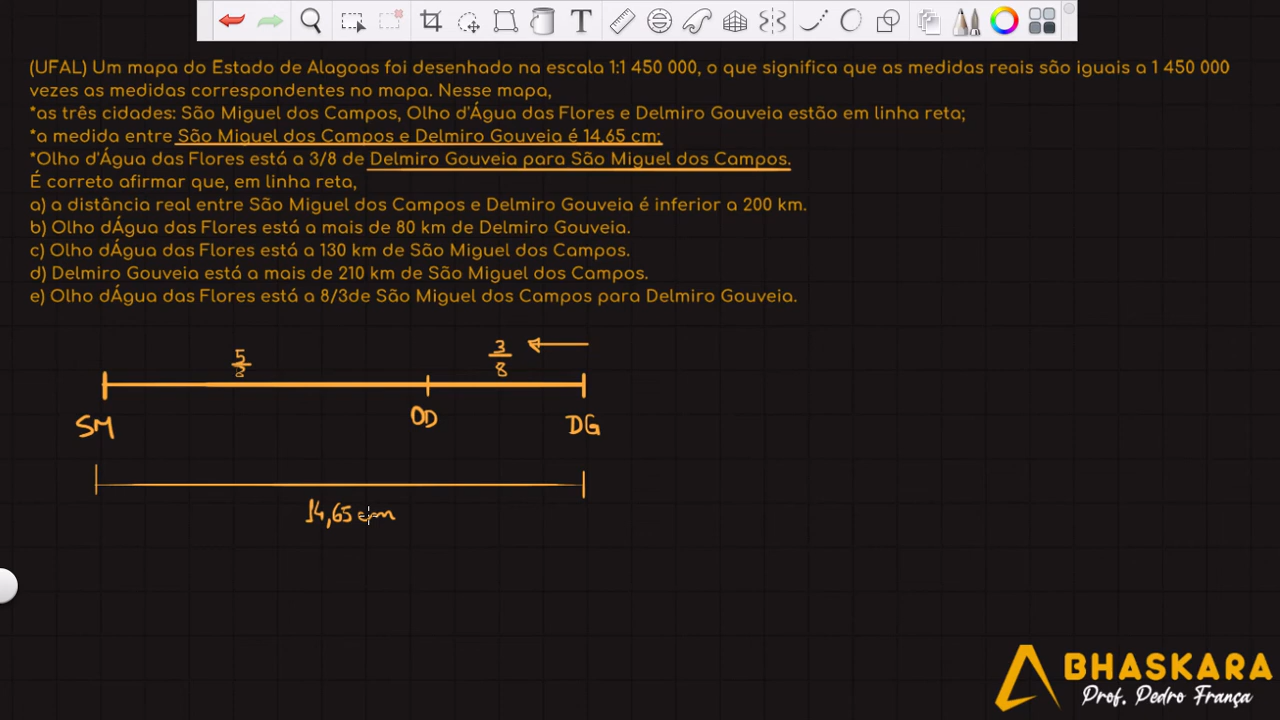 (UFAL) Um mapa do Estado de Alagoas foi desenhado na escala 1:1 450 000, o que significa que as medidas reais são iguais a 1 450 000
vezes as medidas correspondentes no mapa. Nesse mapa,
*as três cidades: São Miguel dos Campos, Olho d'Água das Flores e Delmiro Gouveia estão em linha reta;
*a medida entre São Miguel dos Campos e Delmiro Gouveia é 14,65 cm;
*Olho d'Água das Flores está a 3/8 de Delmiro Gouveia para São Miguel dos Campos.
É correto afirmar que, em linha reta,
a) a distância real entre São Miguel dos Campos e Delmiro Gouveia é inferior a 200 km.
b) Olho dÁgua das Flores está a mais de 80 km de Delmiro Gouveia.
c) Olho dÁgua das Flores está a 130 km de São Miguel dos Campos.
d) Delmiro Gouveia está a mais de 210 km de São Miguel dos Campos.
e) Olho dÁgua das Flores está a 8/3de São Miguel dos Campos para Delmiro Gouveia.
5/8 3/8
SM OD DG
14,65 cm
BHASKARA
Prof. Pedro França